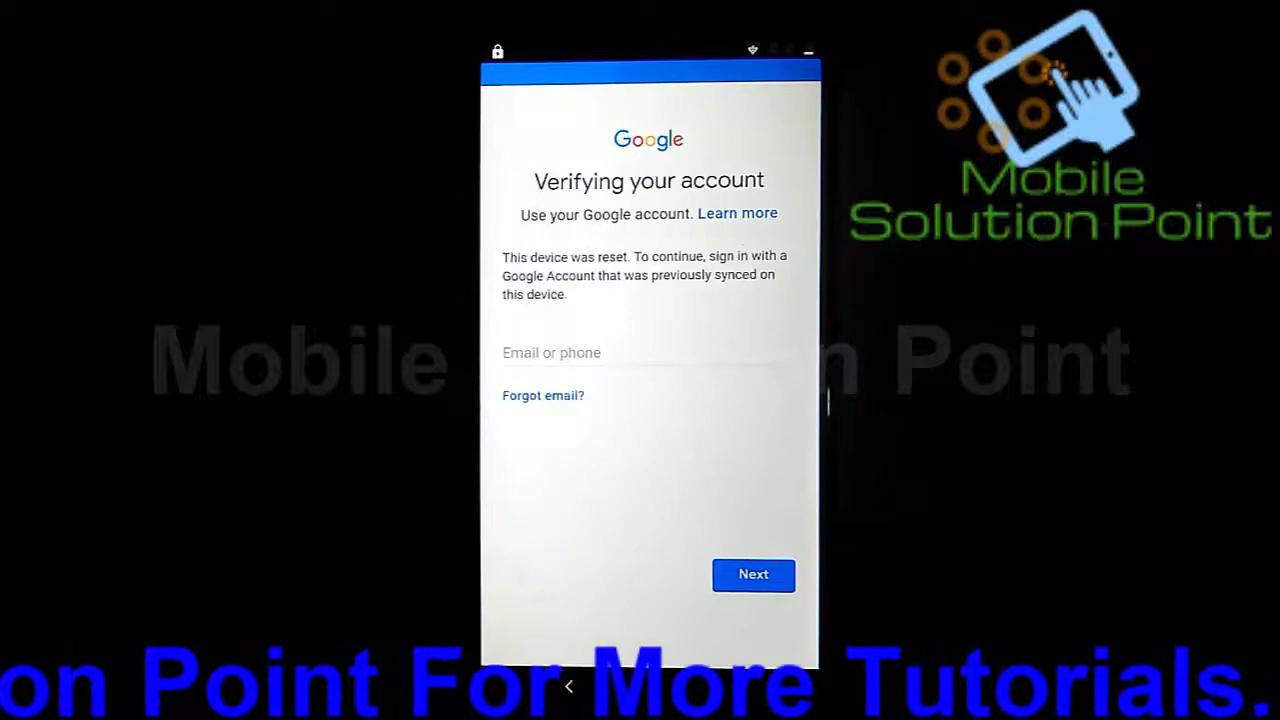 Google
Verifying your account
Use your Google account. Learn more
This device was reset. To continue, sign in with a
Google Account that was previously synced on
this device.
Email or phone
Forgot email?
Next
Mobile
Solution Point
Mobile n Point
on Point For More Tutorials.